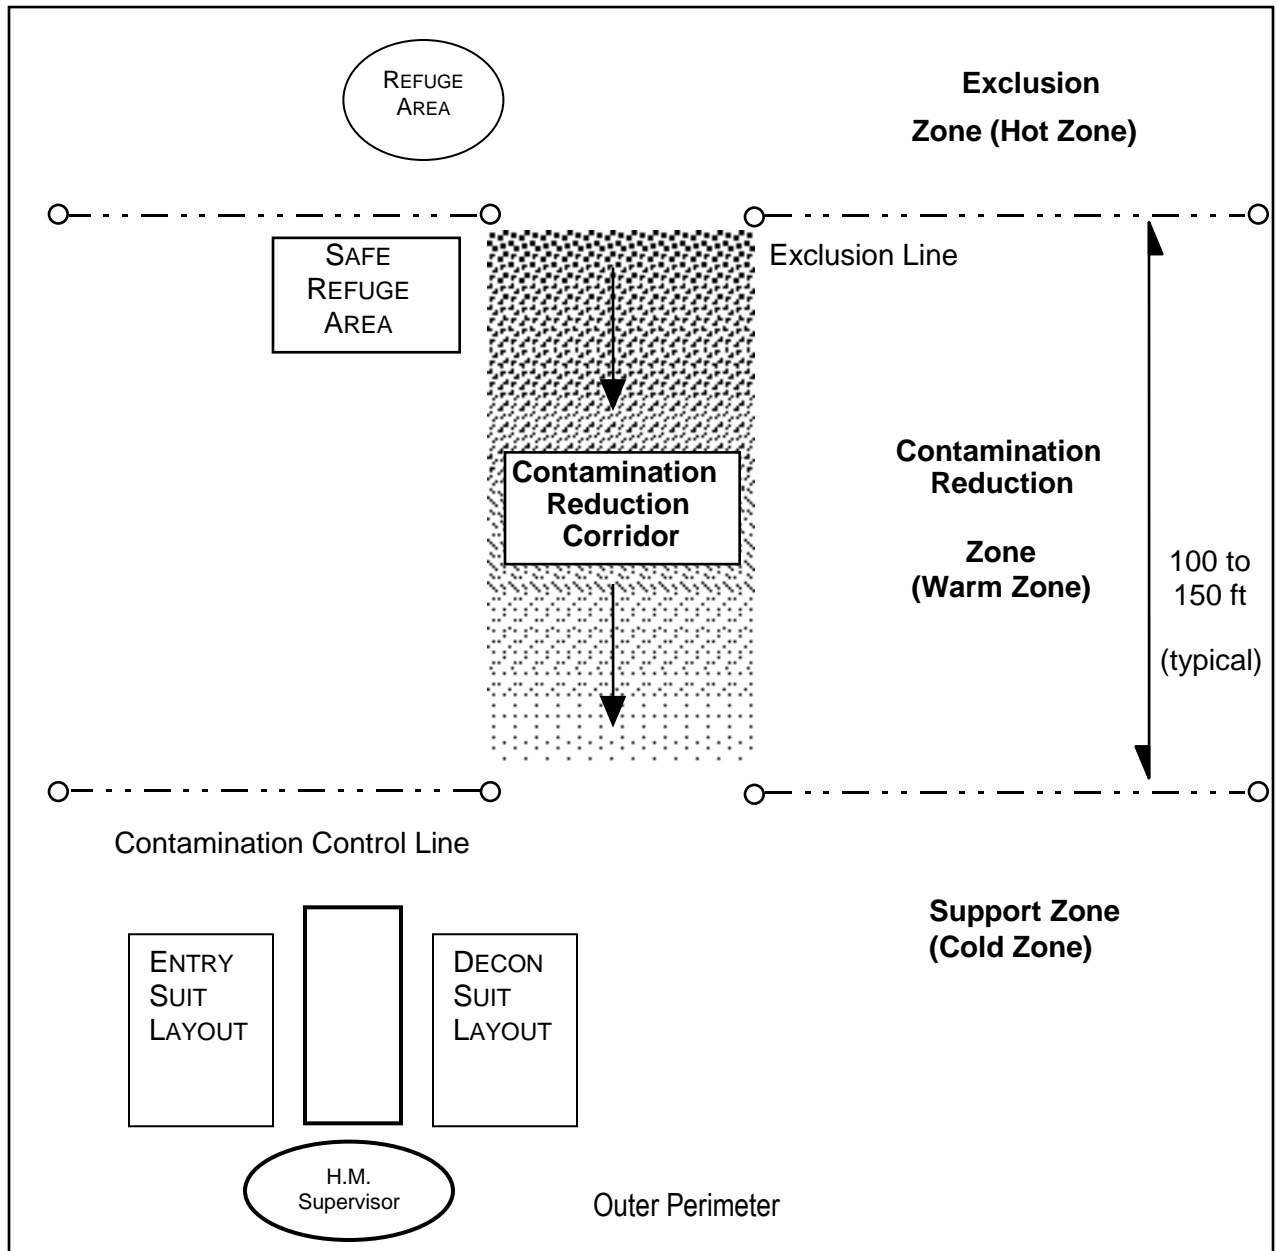 REFUGE
AREA
Exclusion
Zone (Hot Zone)
SAFE
REFUGE
AREA
Exclusion Line
Contamination
Reduction
Corridor
Contamination
Reduction
Zone
(Warm Zone)
100 to
150 ft
(typical)
Contamination Control Line
Support Zone
(Cold Zone)
ENTRY
SUIT
LAYOUT
DECON
SUIT
LAYOUT
H.M.
Supervisor
Outer Perimeter